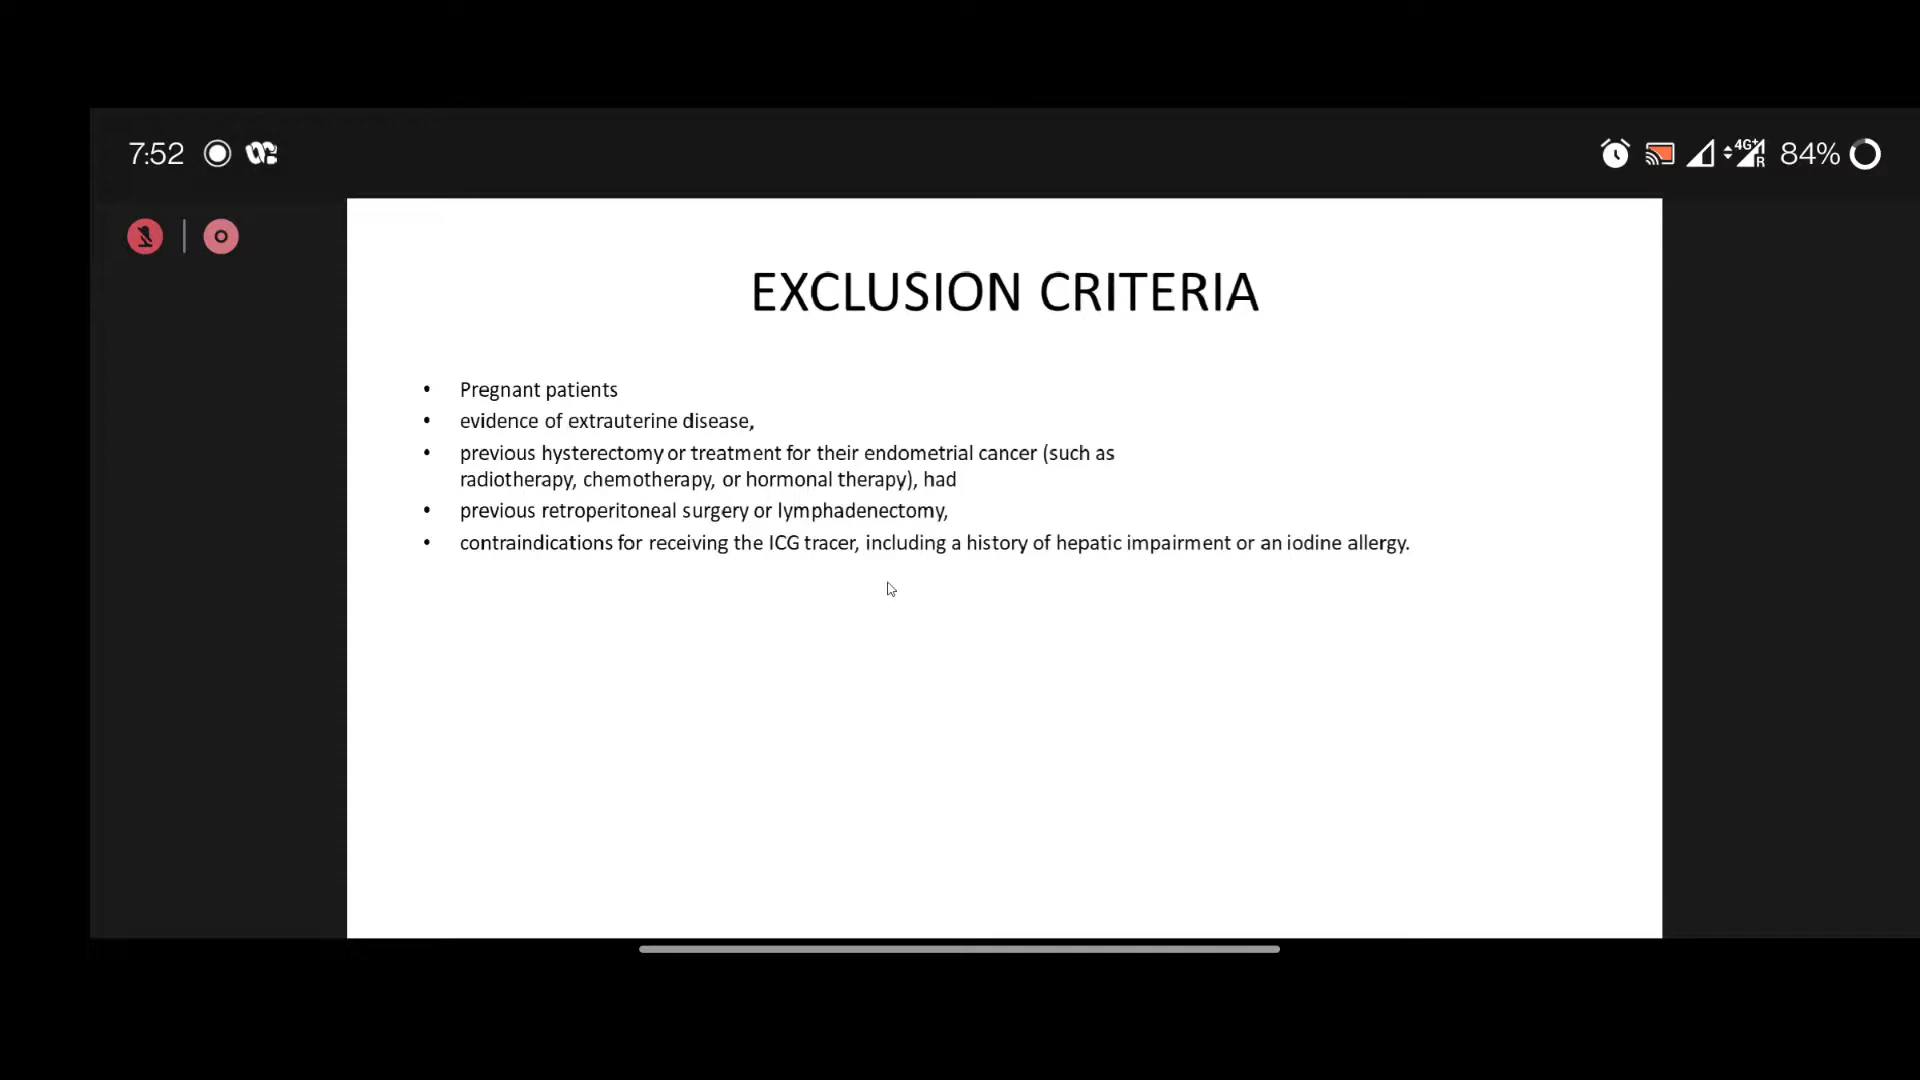 7:52
4G+
R
84%
EXCLUSION CRITERIA
• Pregnant patients
• evidence of extrauterine disease,
• previous hysterectomy or treatment for their endometrial cancer (such as
radiotherapy, chemotherapy, or hormonal therapy), had
• previous retroperitoneal surgery or lymphadenectomy,
• contraindications for receiving the ICG tracer, including a history of hepatic impairment or an iodine allergy.